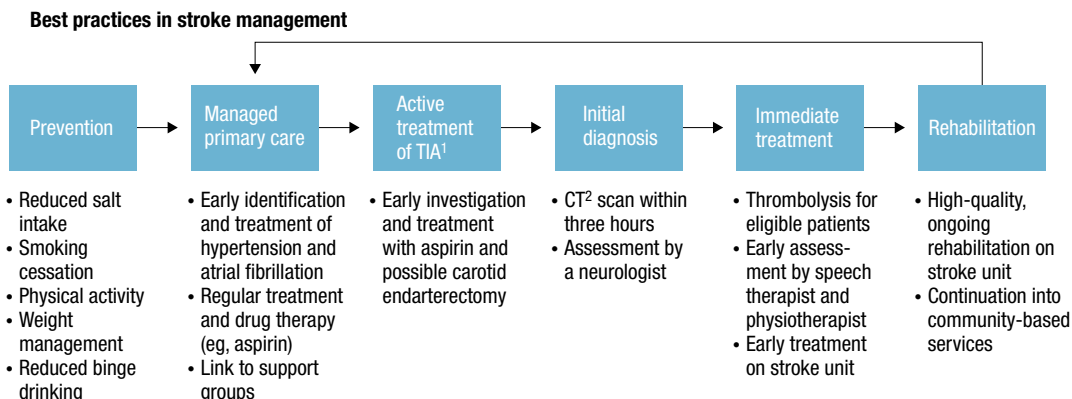 Best practices in stroke management
Prevention
Managed
primary care
Active
treatment
of TIA¹
Initial
diagnosis
Immediate
treatment
Rehabilitation
• Reduced salt
intake
• Smoking
cessation
• Physical activity
• Weight
management
• Reduced binge
drinking
• Early identification
and treatment of
hypertension and
atrial fibrillation
• Regular treatment
and drug therapy
(eg, aspirin)
• Link to support
groups
• Early investigation
and treatment
with aspirin and
possible carotid
endarterectomy
• CT² scan within
three hours
• Assessment by
a neurologist
• Thrombolysis for
eligible patients
• Early assess-
ment by speech
therapist and
physiotherapist
• Early treatment
on stroke unit
• High-quality,
ongoing
rehabilitation on
stroke unit
• Continuation into
community-based
services